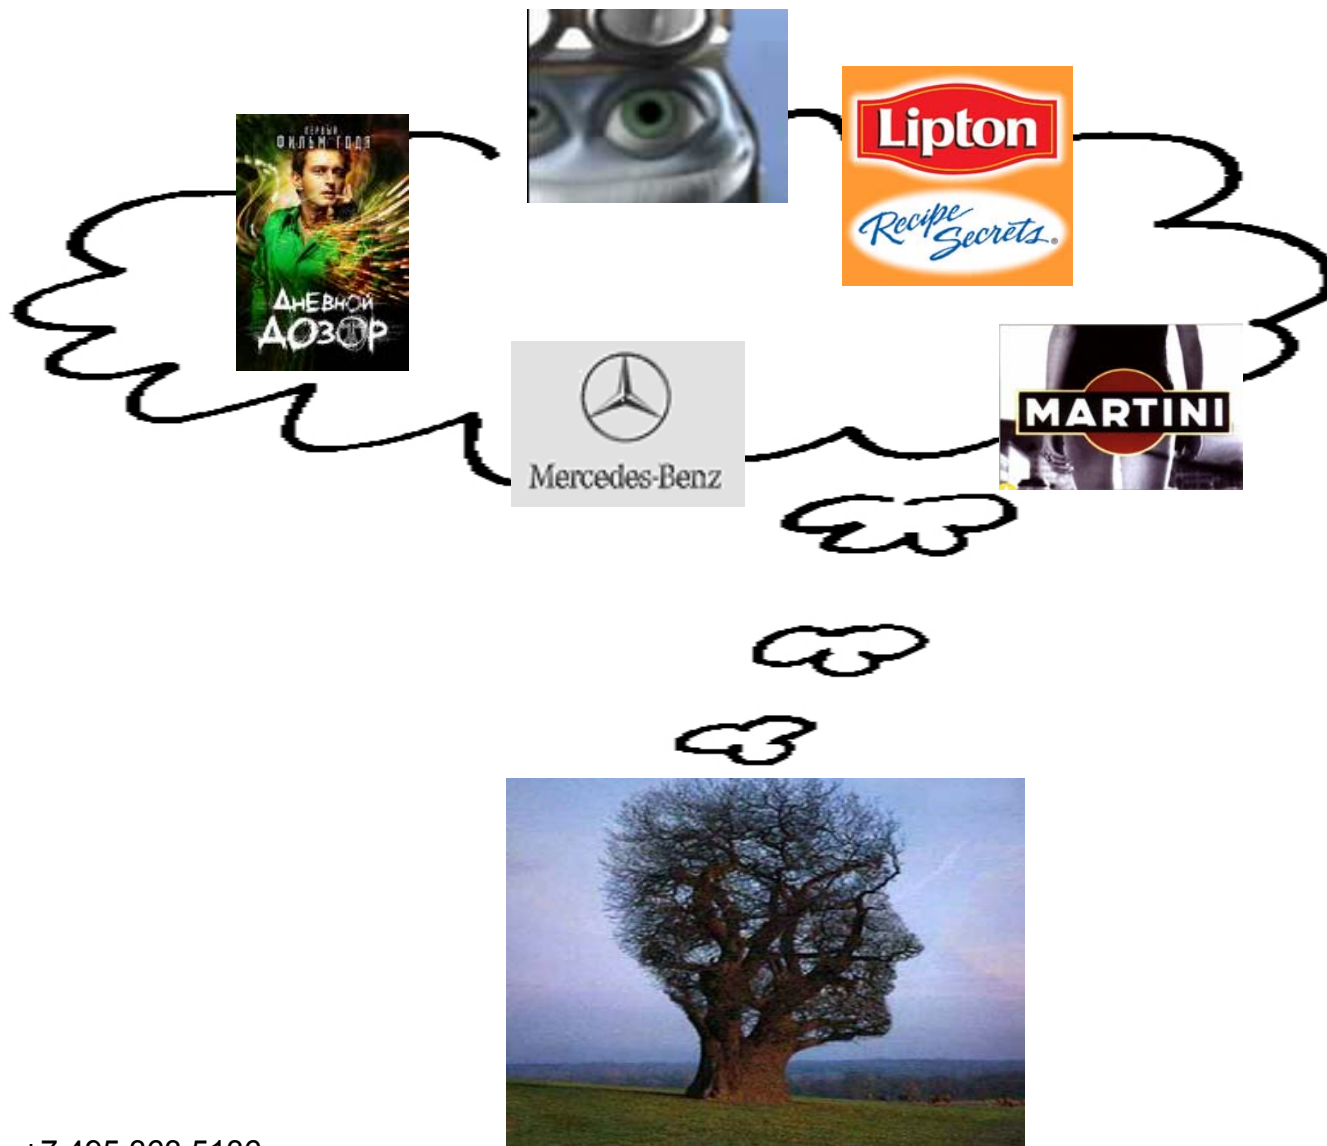 ПЕРВЫЙ
ФИЛЬМ ГОДА
ДНЕВНОЙ
ДОЗОР
Lipton
Recipe
Secrets®
Mercedes-Benz
MARTINI